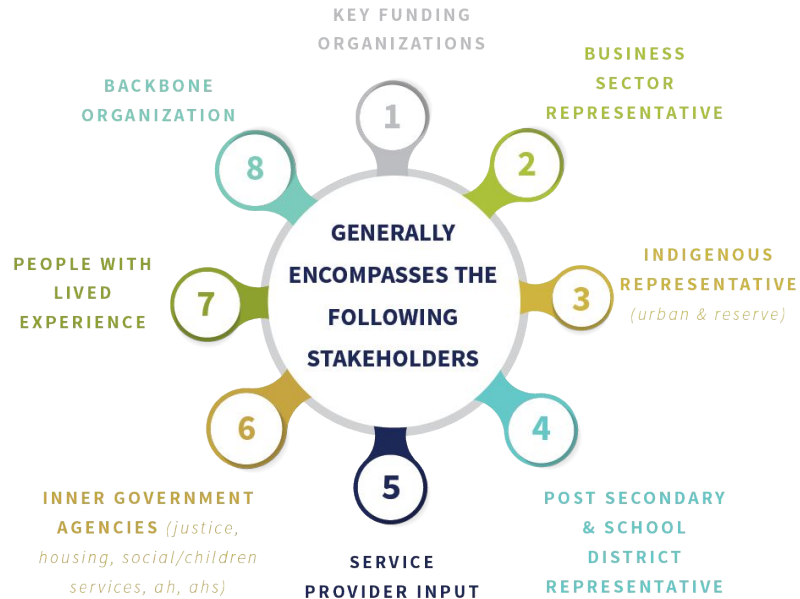 KEY FUNDING
ORGANIZATIONS
1
BUSINESS
SECTOR
REPRESENTATIVE
2
INDIGENOUS
REPRESENTATIVE
(urban & reserve)
3
POST SECONDARY
& SCHOOL
DISTRICT
REPRESENTATIVE
4
SERVICE
PROVIDER INPUT
5
INNER GOVERNMENT
AGENCIES (justice,
housing, social/children
services, ah, ahs)
6
PEOPLE WITH
LIVED
EXPERIENCE
7
BACKBONE
ORGANIZATION
8
GENERALLY
ENCOMPASSES THE
FOLLOWING
STAKEHOLDERS